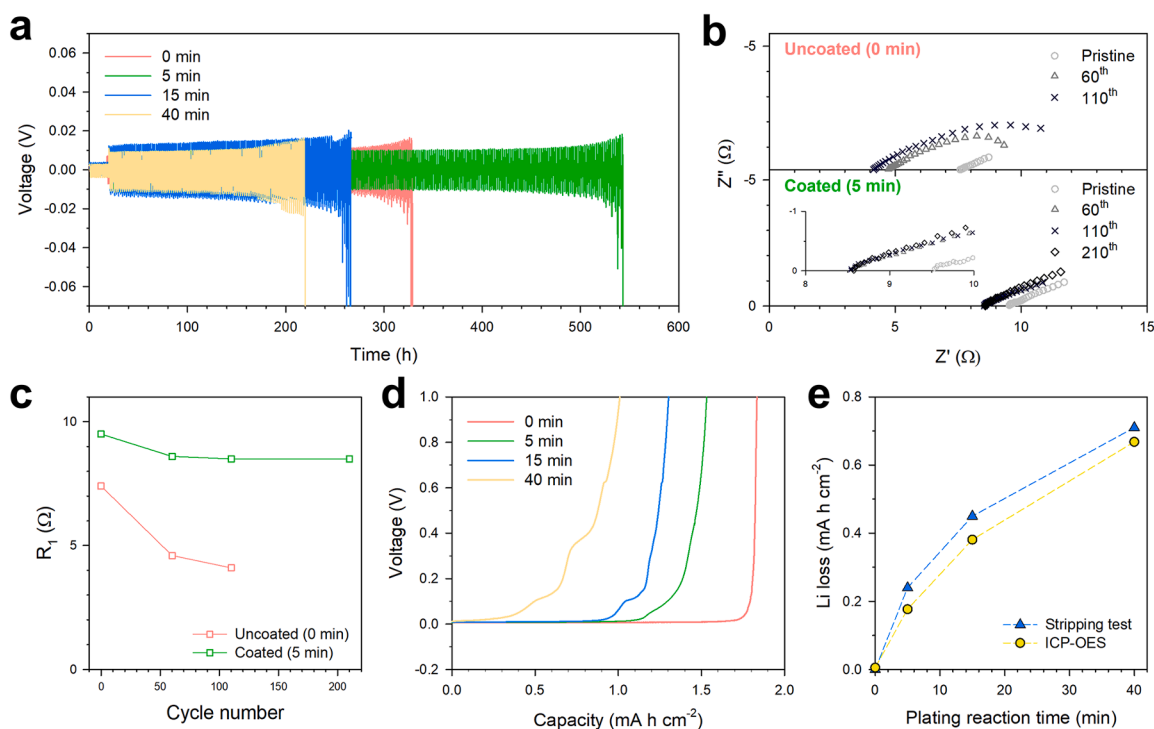 a
0.06
0.04
0.02
0.00
-0.02
-0.04
-0.06
Voltage (V)
0 min
5 min
15 min
40 min
0
100
200
300
400
500
600
Time (h)
b
-5
Uncoated (0 min)
Pristine
60th
110th
-5
Coated (5 min)
Pristine
60th
110th
210th
-1
0
8
9
10
0
Z" (Ω)
0
5
10
15
Z' (Ω)
c
10
5
0
R1 (Ω)
Uncoated (0 min)
Coated (5 min)
0
50
100
150
200
Cycle number
d
1.0
0.8
0.6
0.4
0.2
0.0
-0.2
Voltage (V)
0 min
5 min
15 min
40 min
0.0
0.5
1.0
1.5
2.0
Capacity (mA h cm-2)
e
0.8
0.6
0.4
0.2
0.0
Li loss (mA h cm-2)
Stripping test
ICP-OES
0
10
20
30
40
Plating reaction time (min)